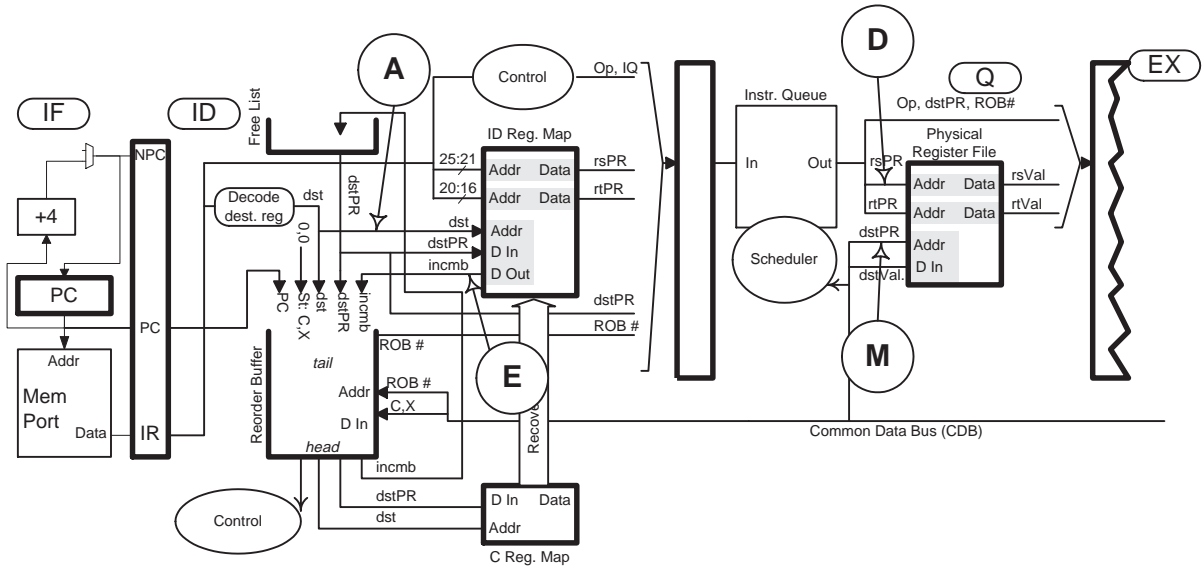 IF
NPC
+4
PC
Addr
Mem
Port
Data
PC
IR
ID
Free List
A
Control
Op, IQ
dstPR
Decode
dest. reg
dst
0,0
25:21
20:16
dst
dstPR
incmb
ID Reg. Map
Addr Data
Addr Data
Addr
D In
D Out
rsPR
rtPR
dstPR
ROB #
PC
St: C,X
dst
dstPR
incmb
Reorder Buffer
tail
ROB #
Addr
ROB #
C,X
D In
head
incmb
dstPR
dst
Control
E
Recove
D In Data
Addr
C Reg. Map
Instr. Queue
In Out
Scheduler
D
Q
Op, dstPR, ROB#
Physical
Register File
rsPR
rtPR
dstPR
dstVal.
Addr Data
Addr Data
Addr
D In
rsVal
rtVal
M
Common Data Bus (CDB)
EX